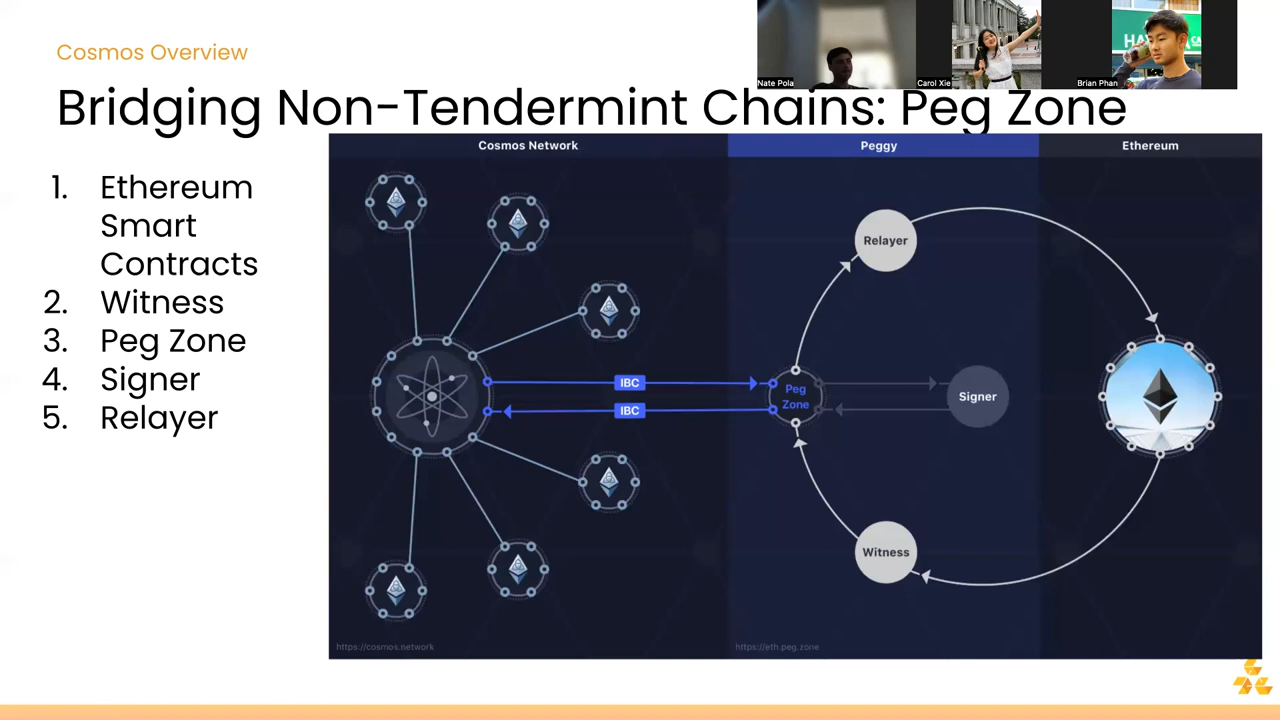 Cosmos Overview
Nate Pola
Carol Xie
Brian Phan
Bridging Non-Tendermint Chains: Peg Zone
1. Ethereum
Smart
Contracts
2. Witness
3. Peg Zone
4. Signer
5. Relayer
Cosmos Network
Peggy
Ethereum
Relayer
IBC
IBC
Peg
Zone
Signer
Witness
https://cosmos.network
https://eth.peg.zone